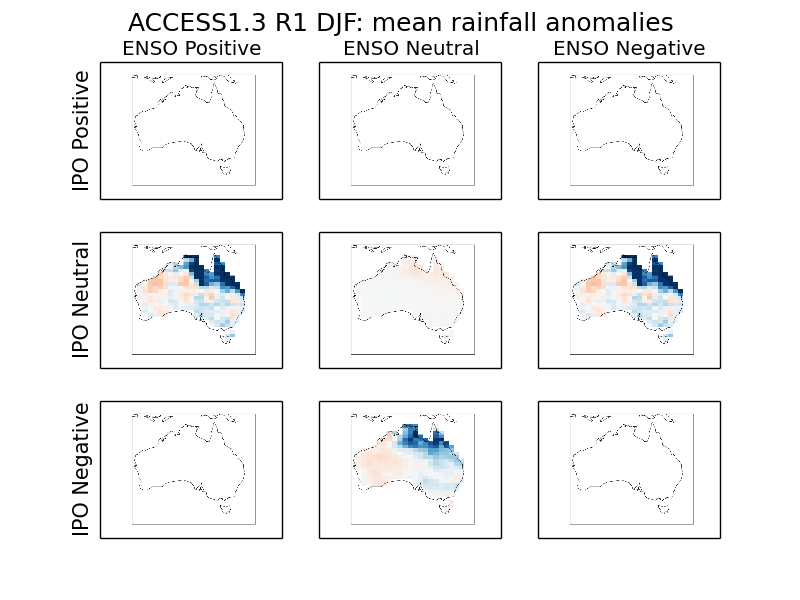 ACCESS1.3 R1 DJF: mean rainfall anomalies
ENSO Positive
ENSO Neutral
ENSO Negative
IPO Positive
IPO Neutral
IPO Negative